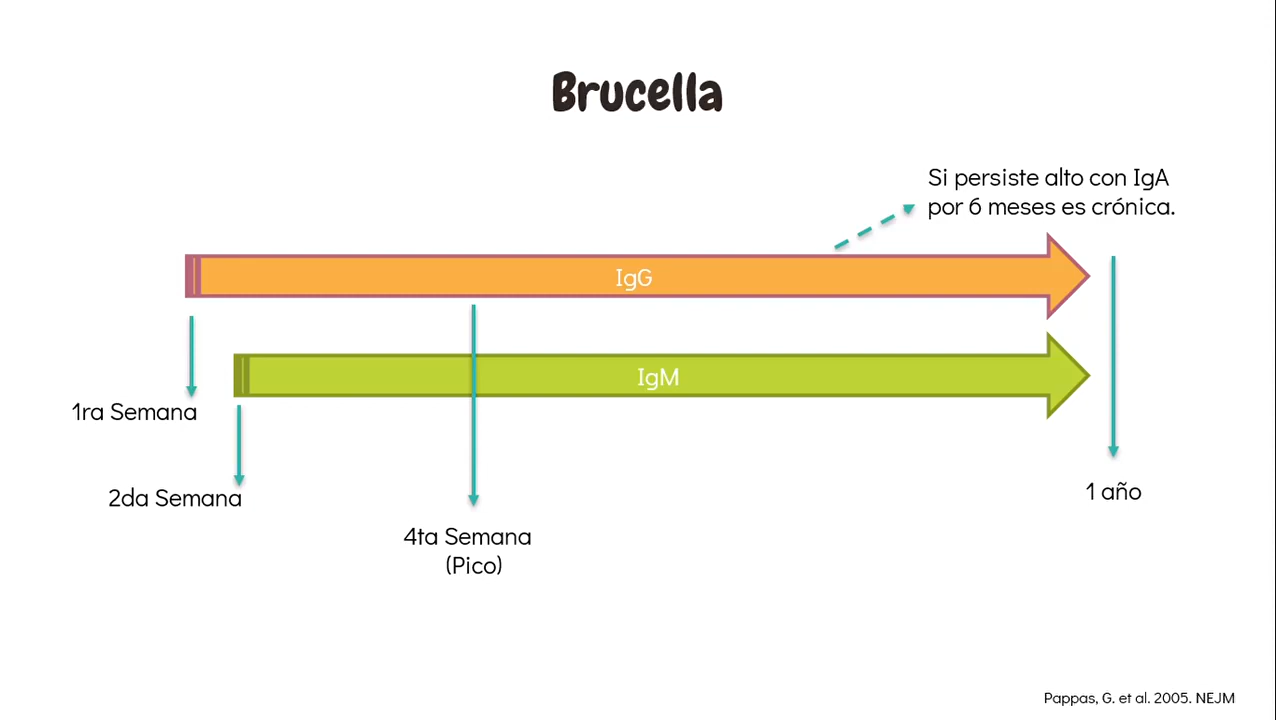 Brucella
Si persiste alto con IgA
por 6 meses es crónica.
IgG
IgM
1ra Semana
2da Semana
1 año
4ta Semana
(Pico)
Pappas, G. et al. 2005. NEJM